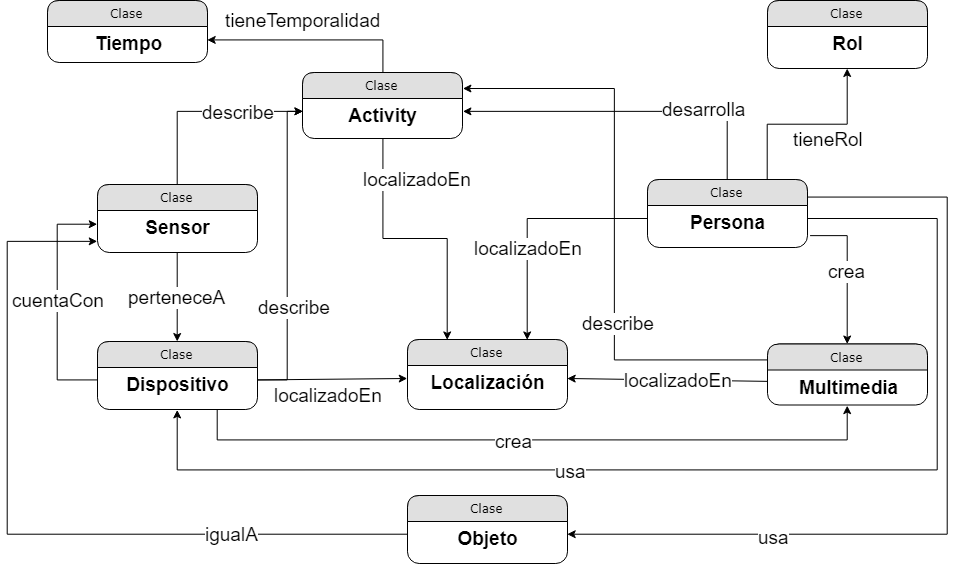 Clase
Tiempo
tieneTemporalidad
Clase
Rol
Clase
Activity
describe
desarrolla
tieneRol
localizadoEn
Clase
Sensor
Clase
Persona
localizadoEn
crea
cuentaCon
perteneceA
describe
describe
Clase
Dispositivo
localizadoEn
Clase
Localización
localizadoEn
Clase
Multimedia
crea
usa
Clase
Objeto
igualA
usa